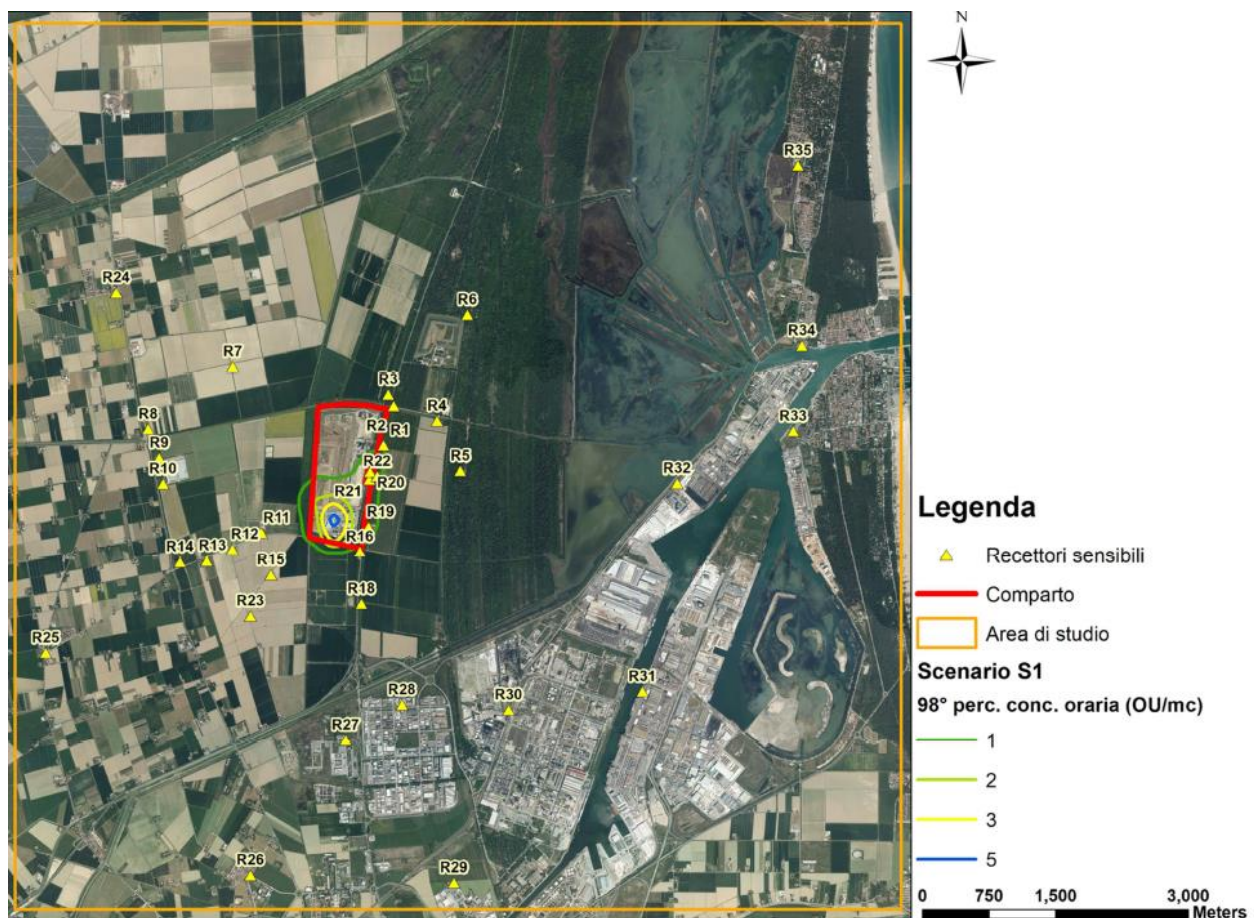 N
R35
R24
R6
R34
R7
R3
R4
R8
R2
R1
R33
R9
R22
R5
R10
R20
R32
R21
R11
R19
R12
R16
R14
R13
R15
R18
R23
R25
R31
R28
R30
R27
R26
R29
Legenda
Recettori sensibili
Comparto
Area di studio
Scenario S1
98° perc. conc. oraria (OU/mc)
1
2
3
5
0 750 1,500 3,000
Meters